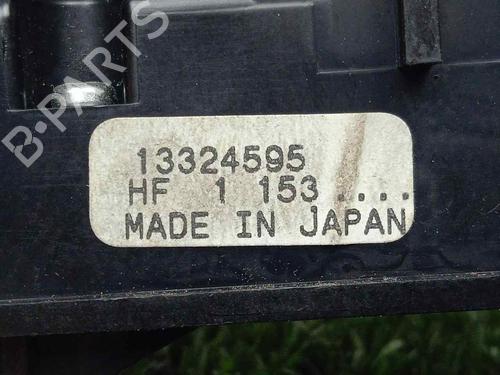 B-PARTS
13324595
HF 1 153 ....
MADE IN JAPAN